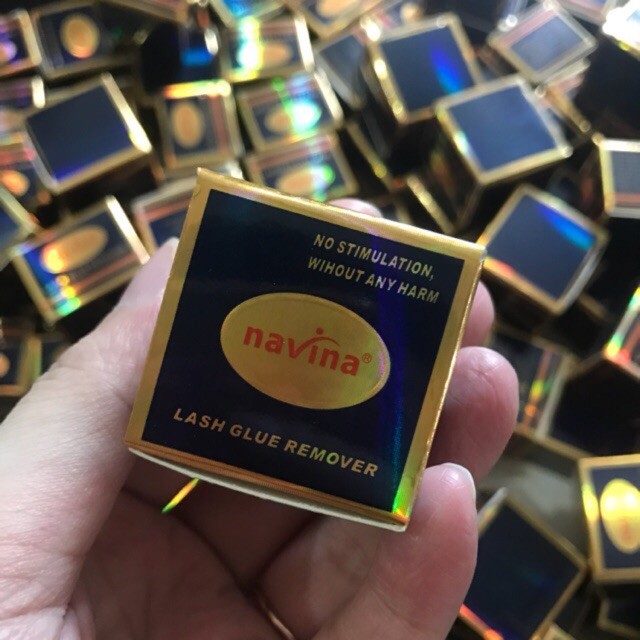 NO STIMULATION,
WIHOUT ANY HARM
navina®
LASH GLUE REMOVER